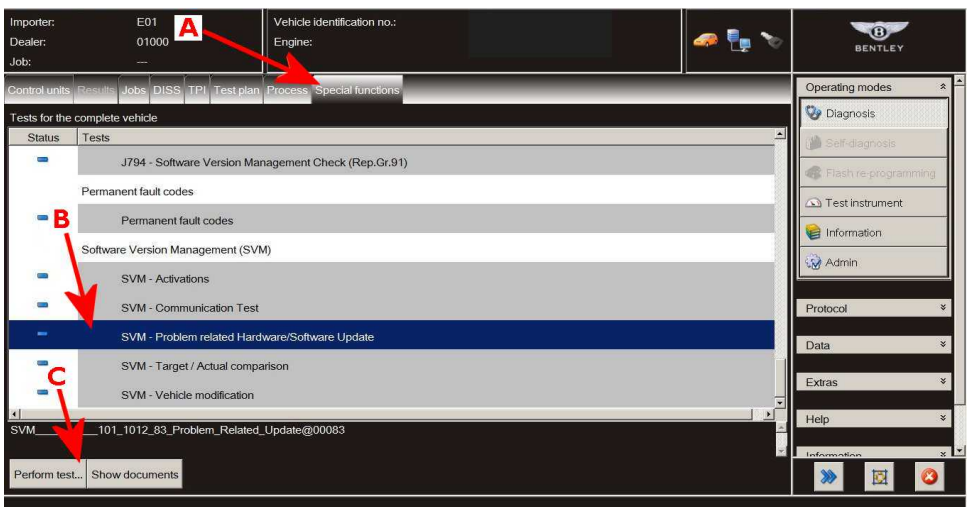 Importer: E01 Vehicle identification no.:
Dealer: 01000 A Engine:
Job: ---
BENTLEY
Control units Results Jobs DISS TPI Test plan Process Special functions
Operating modes
Tests for the complete vehicle
Diagnosis
Status Tests
Self-diagnosis
J794 - Software Version Management Check (Rep.Gr.91)
Flash re-programming
Permanent fault codes
Test instrument
B Permanent fault codes
Information
Software Version Management (SVM)
Admin
SVM - Activations
SVM - Communication Test
Protocol
SVM - Problem related Hardware/Software Update
Data
SVM - Target / Actual comparison
C
Extras
SVM - Vehicle modification
Help
SVM________101_1012_83_Problem_Related_Update@00083
Information
Perform test... Show documents